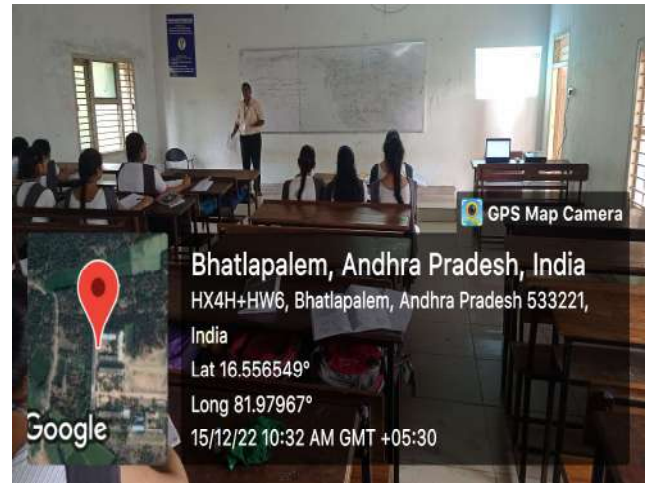 GPS Map Camera
Bhatlapalem, Andhra Pradesh, India
HX4H+HW6, Bhatlapalem, Andhra Pradesh 533221,
India
Lat 16.556549°
Long 81.97967°
15/12/22 10:32 AM GMT +05:30
Google